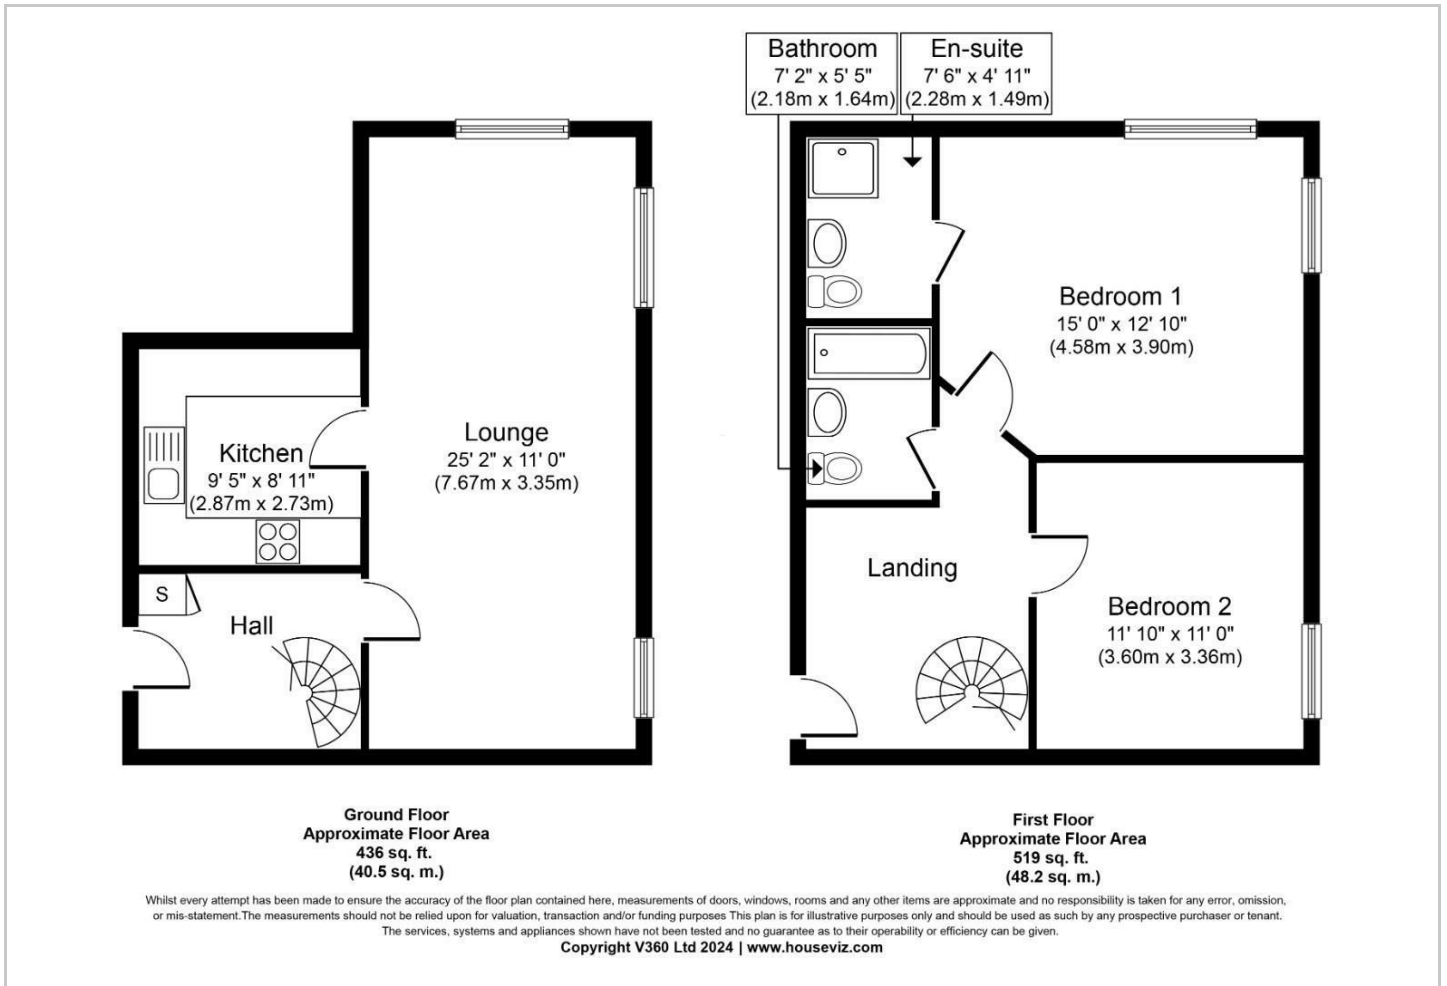 Bathroom
7' 2" x 5' 5"
(2.18m x 1.64m)
En-suite
7' 6" x 4' 11"
(2.28m x 1.49m)
Kitchen
9' 5" x 8' 11"
(2.87m x 2.73m)
Lounge
25' 2" x 11' 0"
(7.67m x 3.35m)
S
Hall
Bedroom 1
15' 0" x 12' 10"
(4.58m x 3.90m)
Landing
Bedroom 2
11' 10" x 11' 0"
(3.60m x 3.36m)
Ground Floor
Approximate Floor Area
436 sq. ft.
(40.5 sq. m.)
First Floor
Approximate Floor Area
519 sq. ft.
(48.2 sq. m.)
Whilst every attempt has been made to ensure the accuracy of the floor plan contained here, measurements of doors, windows, rooms and any other items are approximate and no responsibility is taken for any error, omission,
or mis-statement.The measurements should not be relied upon for valuation, transaction and/or funding purposes This plan is for illustrative purposes only and should be used as such by any prospective purchaser or tenant.
The services, systems and appliances shown have not been tested and no guarantee as to their operability or efficiency can be given.
Copyright V360 Ltd 2024 | www.houseviz.com